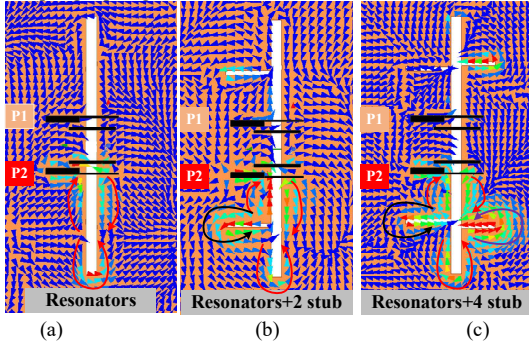 P1
P2
Resonators
(a)
P1
P2
Resonators+2 stub
(b)
P1
P2
Resonators+4 stub
(c)